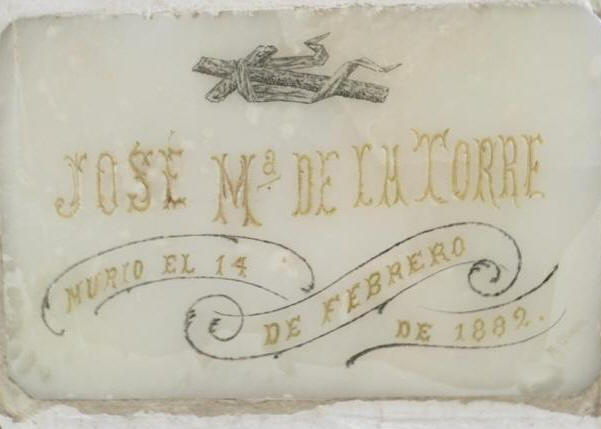 JOSÉ Mª DE LA TORRE
MURIO EL 14
DE FEBRERO
DE 1882.